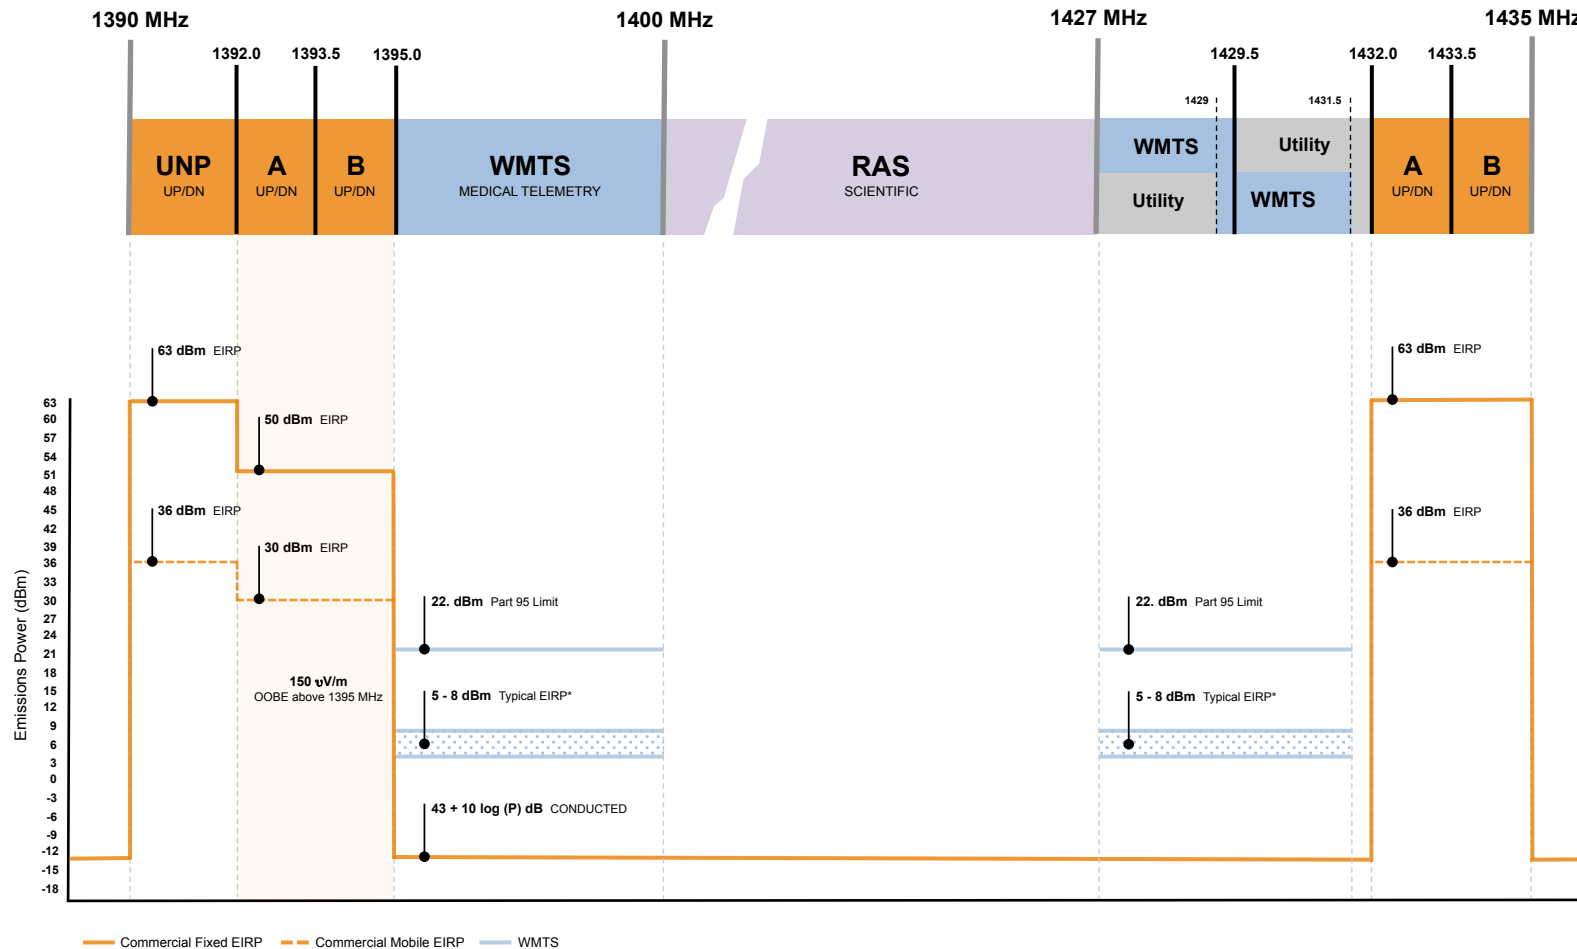 1390 MHz
1400 MHz
1427 MHz
1435 MHz
1392.0
1393.5
1395.0
1429.5
1432.0
1433.5
1429
1431.5
UNP
UP/DN
A
UP/DN
B
UP/DN
WMTS
MEDICAL TELEMETRY
RAS
SCIENTIFIC
WMTS
Utility
Utility
WMTS
A
UP/DN
B
UP/DN
63 dBm EIRP
50 dBm EIRP
36 dBm EIRP
30 dBm EIRP
150 υV/m
OOBE above 1395 MHz
22. dBm Part 95 Limit
5 - 8 dBm Typical EIRP*
43 + 10 log (P) dB CONDUCTED
22. dBm Part 95 Limit
5 - 8 dBm Typical EIRP*
63 dBm EIRP
36 dBm EIRP
Emissions Power (dBm)
63
60
57
54
51
48
45
42
39
36
33
30
27
24
21
18
15
12
9
6
3
0
-3
-6
-9
-12
-15
-18
Commercial Fixed EIRP
Commercial Mobile EIRP
WMTS